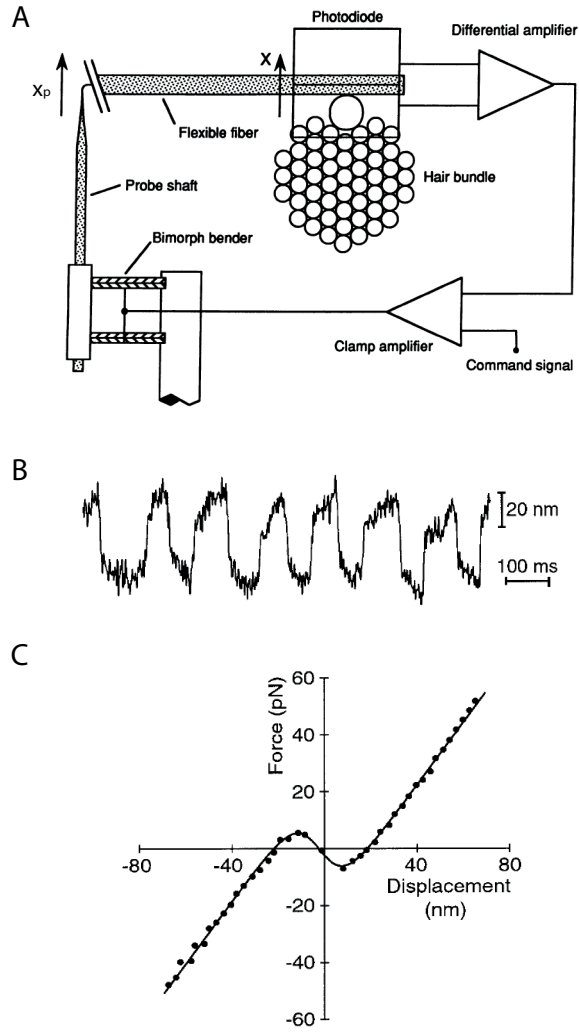 A
Photodiode
Differential amplifier
X
Xp
Flexible fiber
Probe shaft
Hair bundle
Bimorph bender
Clamp amplifier
Command signal
B
20 nm
100 ms
C
Force (pN)
60
40
20
-80
-40
40
80
Displacement
(nm)
-20
-40
-60